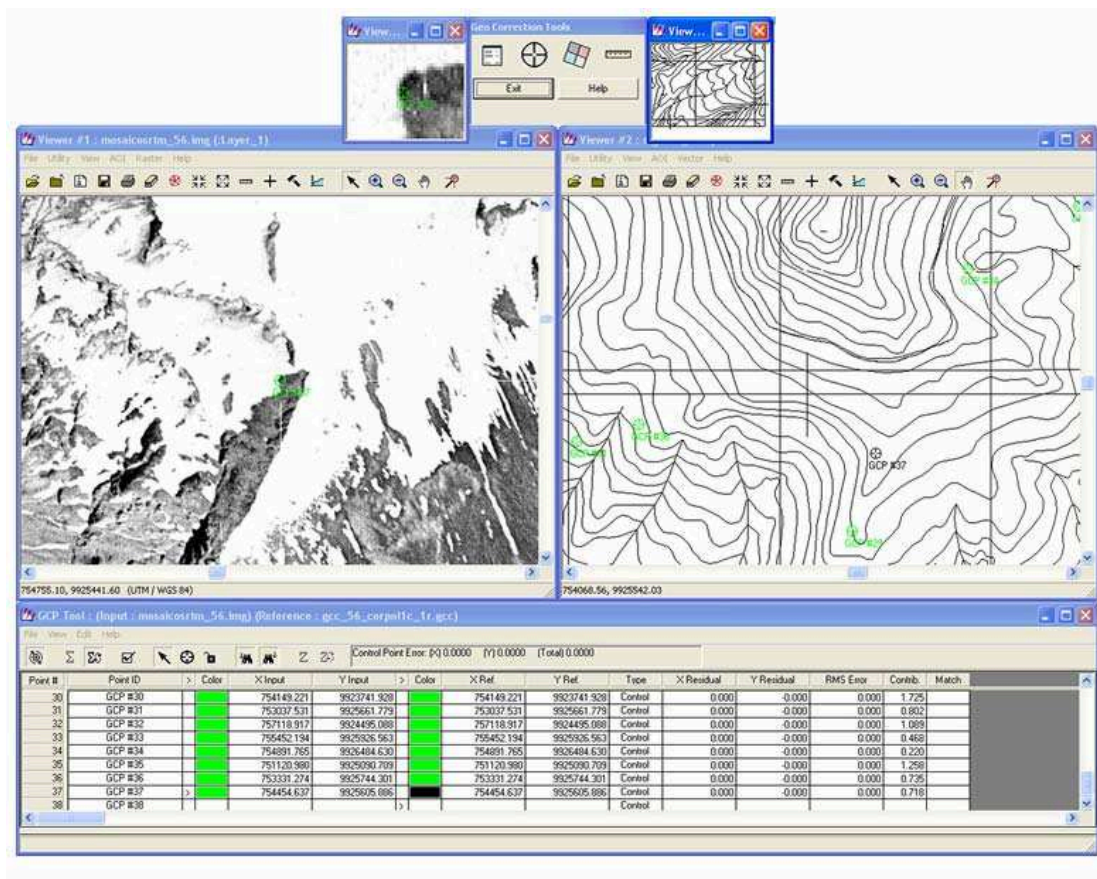 View...
Geo Correction Tools
View...
Exit
Help
Viewer #1 : mosaicosrtm_56.img (:Layer_1)
File Utility View AOI Raster Help
Viewer #2 :
File Utility View AOI Vector Help
GCP #37
GCP #29
754755.10, 9925441.60 (UTM / WGS 84)
754068.56, 9925542.03
GCP Tool : (Input : mosaicosrtm_56.img) (Reference : gcc_56_corpol1c_1r.gcc)
File View Edit Help
Control Point Error: (X) 0.0000 (Y) 0.0000 (Total) 0.0000
Point # Point ID > Color X Input Y Input > Color X Ref. Y Ref. Type X Residual Y Residual RMS Error Contrib. Match
30 GCP #30 754149.221 9923741.928 754149.221 9923741.928 Control 0.000 -0.000 0.000 1.725
31 GCP #31 753037.531 9925661.779 753037.531 9925661.779 Control 0.000 -0.000 0.000 0.802
32 GCP #32 757118.917 9924495.088 757118.917 9924495.088 Control 0.000 -0.000 0.000 1.089
33 GCP #33 755452.194 9925926.563 755452.194 9925926.563 Control 0.000 -0.000 0.000 0.468
34 GCP #34 754891.765 9926484.630 754891.765 9926484.630 Control 0.000 -0.000 0.000 0.220
35 GCP #35 751120.980 9925090.709 751120.980 9925090.709 Control 0.000 -0.000 0.000 1.258
36 GCP #36 753331.274 9925744.301 753331.274 9925744.301 Control 0.000 -0.000 0.000 0.735
37 GCP #37 > 754454.637 9925605.886 754454.637 9925605.886 Control 0.000 -0.000 0.000 0.718
38 GCP #38 > Control